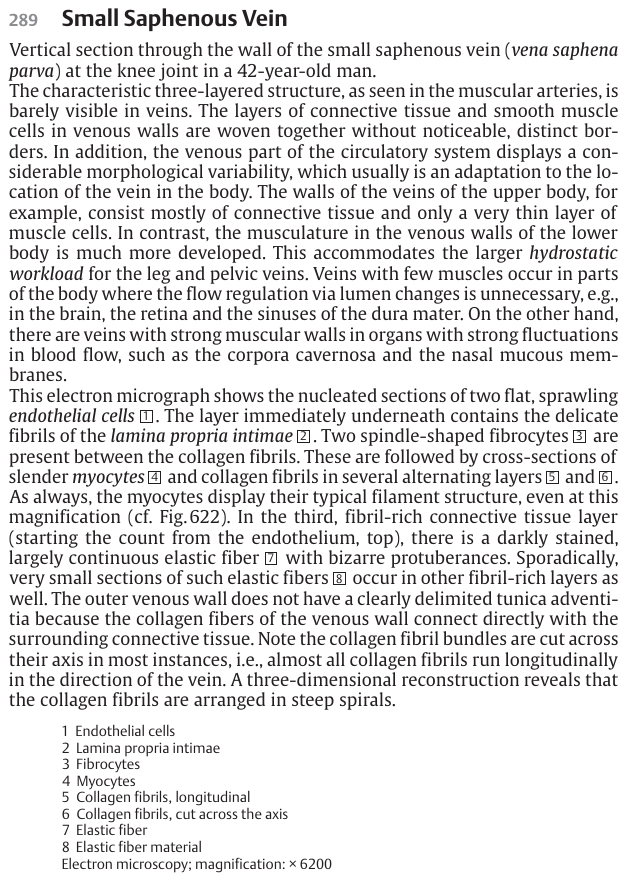 289 Small Saphenous Vein
Vertical section through the wall of the small saphenous vein (vena saphena
parva) at the knee joint in a 42-year-old man.
The characteristic three-layered structure, as seen in the muscular arteries, is
barely visible in veins. The layers of connective tissue and smooth muscle
cells in venous walls are woven together without noticeable, distinct bor-
ders. In addition, the venous part of the circulatory system displays a con-
siderable morphological variability, which usually is an adaptation to the lo-
cation of the vein in the body. The walls of the veins of the upper body, for
example, consist mostly of connective tissue and only a very thin layer of
muscle cells. In contrast, the musculature in the venous walls of the lower
body is much more developed. This accommodates the larger hydrostatic
workload for the leg and pelvic veins. Veins with few muscles occur in parts
of the body where the flow regulation via lumen changes is unnecessary, e.g.,
in the brain, the retina and the sinuses of the dura mater. On the other hand,
there are veins with strong muscular walls in organs with strong fluctuations
in blood flow, such as the corpora cavernosa and the nasal mucous mem-
branes.
This electron micrograph shows the nucleated sections of two flat, sprawling
endothelial cells 1. The layer immediately underneath contains the delicate
fibrils of the lamina propria intimae 2. Two spindle-shaped fibrocytes 3 are
present between the collagen fibrils. These are followed by cross-sections of
slender myocytes 4 and collagen fibrils in several alternating layers 5 and 6.
As always, the myocytes display their typical filament structure, even at this
magnification (cf. Fig. 622). In the third, fibril-rich connective tissue layer
(starting the count from the endothelium, top), there is a darkly stained,
largely continuous elastic fiber 7 with bizarre protuberances. Sporadically,
very small sections of such elastic fibers 8 occur in other fibril-rich layers as
well. The outer venous wall does not have a clearly delimited tunica adventi-
tia because the collagen fibers of the venous wall connect directly with the
surrounding connective tissue. Note the collagen fibril bundles are cut across
their axis in most instances, i.e., almost all collagen fibrils run longitudinally
in the direction of the vein. A three-dimensional reconstruction reveals that
the collagen fibrils are arranged in steep spirals.
1 Endothelial cells
2 Lamina propria intimae
3 Fibrocytes
4 Myocytes
5 Collagen fibrils, longitudinal
6 Collagen fibrils, cut across the axis
7 Elastic fiber
8 Elastic fiber material
Electron microscopy; magnification: × 6200